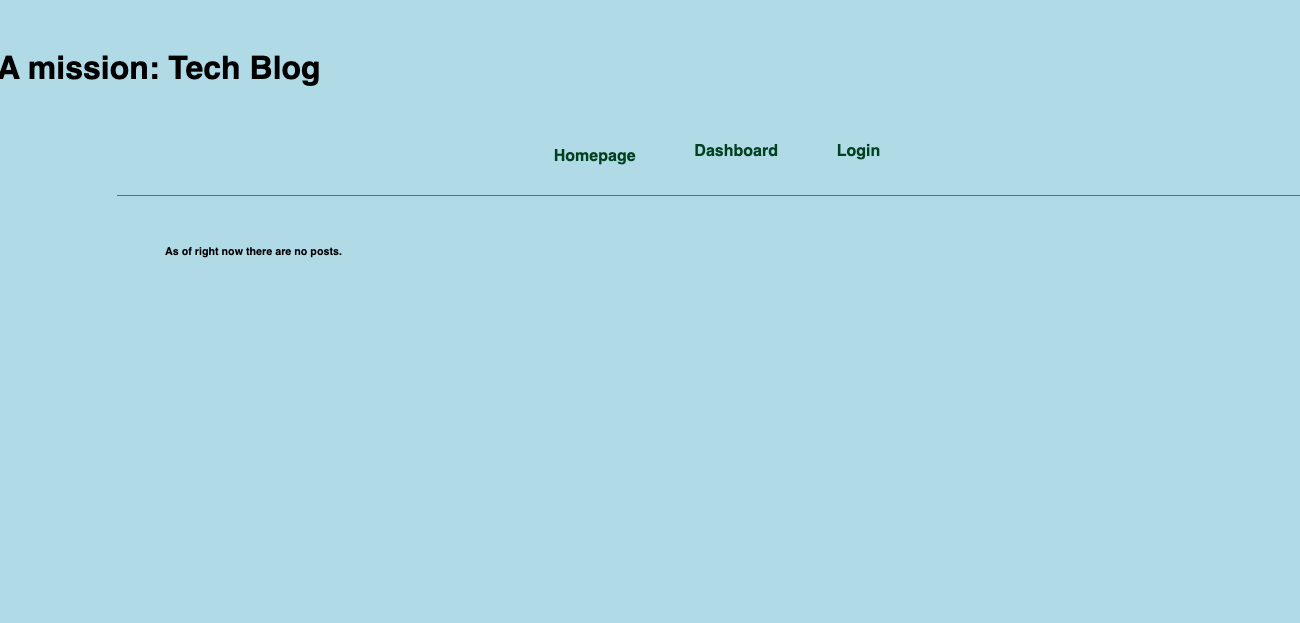 A mission: Tech Blog
Homepage Dashboard Login
As of right now there are no posts.